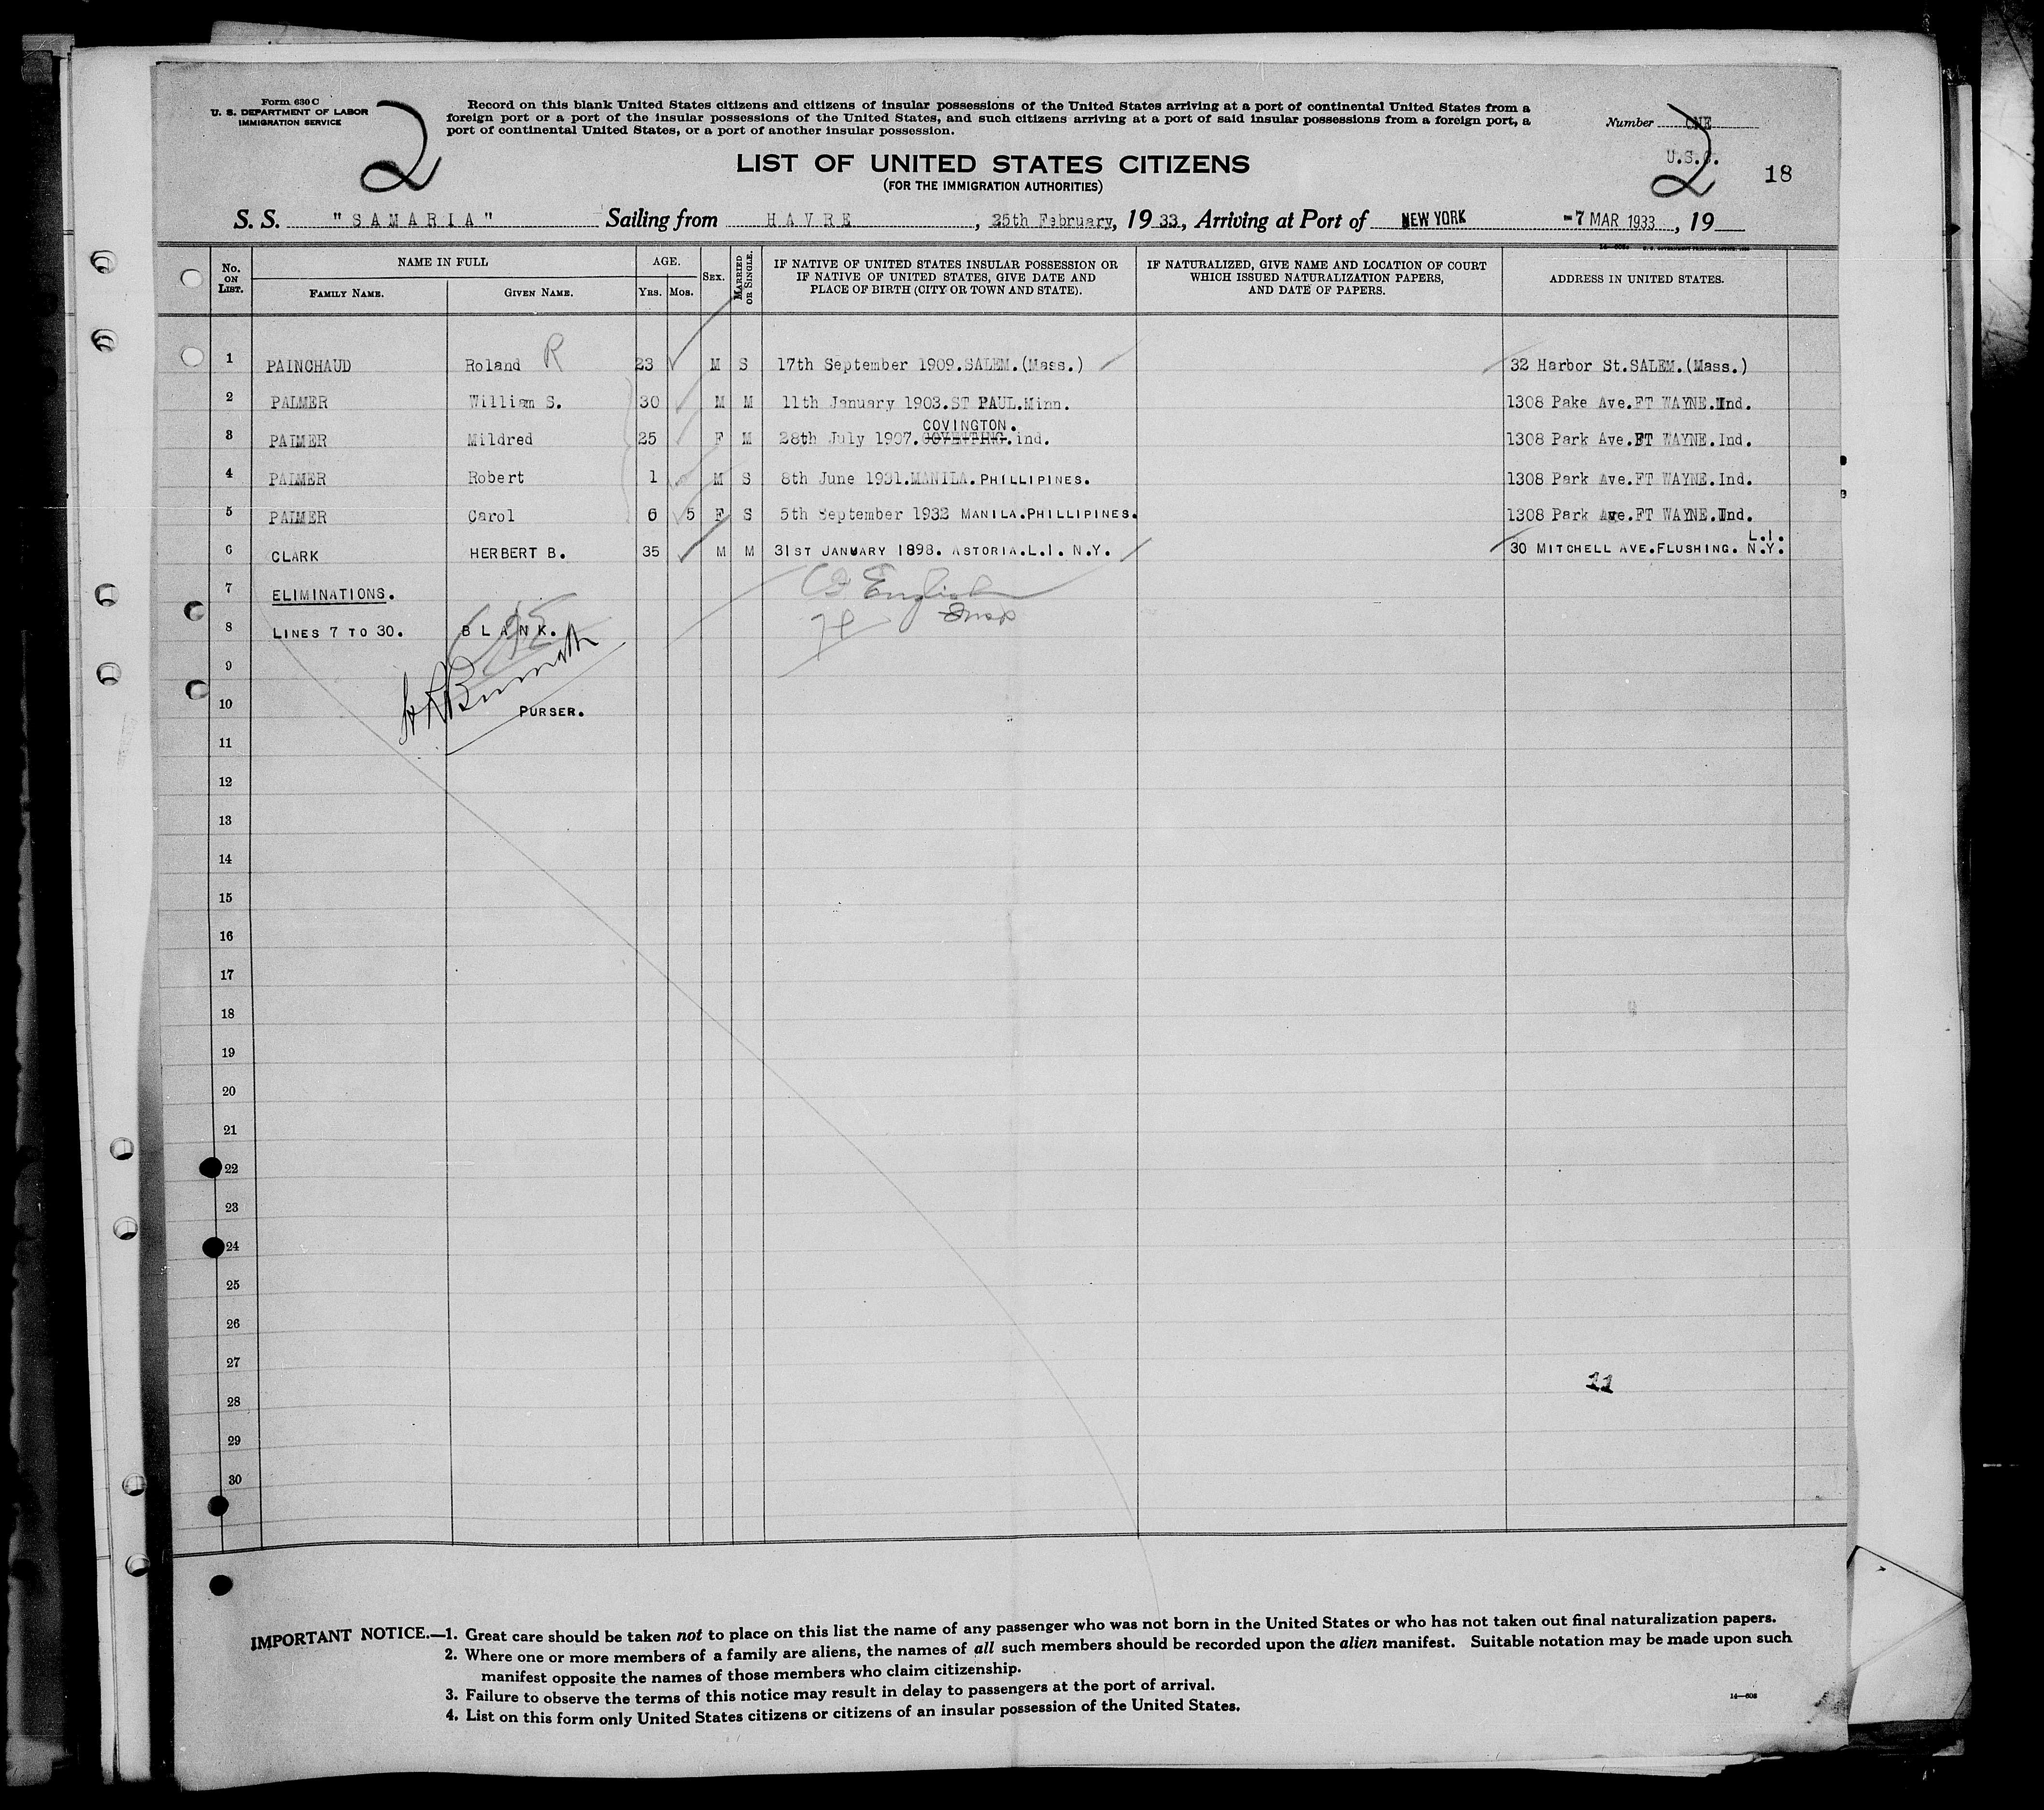 Form 630 C
U. S. DEPARTMENT OF LABOR
IMMIGRATION SERVICE
2
Record on this blank United States citizens and citizens of insular possessions of the United States arriving at a port of continental United States from a
foreign port or a port of the insular possessions of the United States, and such citizens arriving at a port of said insular possessions from a foreign port, a
port of continental United States, or a port of another insular possession.
Number ONE
U.S.C.
2
18
LIST OF UNITED STATES CITIZENS
(FOR THE IMMIGRATION AUTHORITIES)
S. S. "SAMARIA" Sailing from HAVRE, 25th February, 1933, Arriving at Port of NEW YORK -7 MAR 1933, 19
No. ON LIST.
NAME IN FULL
FAMILY NAME. GIVEN NAME.
AGE.
Yrs. Mos.
SEX.
MARRIED OR SINGLE.
IF NATIVE OF UNITED STATES INSULAR POSSESSION OR
IF NATIVE OF UNITED STATES, GIVE DATE AND
PLACE OF BIRTH (CITY OR TOWN AND STATE).
IF NATURALIZED, GIVE NAME AND LOCATION OF COURT
WHICH ISSUED NATURALIZATION PAPERS,
AND DATE OF PAPERS.
ADDRESS IN UNITED STATES.
1 PAINCHAUD Roland R 23 M S 17th September 1909.SALEM.(Mass.) 32 Harbor St.SALEM.(Mass.)
2 PALMER William S. 30 M M 11th January 1903.ST PAUL.Minn. 1308 Pake Ave.FT WAYNE.Ind.
COVINGTON.
3 PALMER Mildred 25 F M 28th July 1907. .ind. 1308 Park Ave.FT WAYNE.Ind.
4 PALMER Robert 1 M S 8th June 1931.MANILA.PHILLIPINES. 1308 Park Ave.FT WAYNE.Ind.
5 PALMER Carol 6 5 F S 5th September 1932 MANILA.PHILLIPINES. 1308 Park Ave.FT WAYNE.Ind.
L.I.
6 CLARK HERBERT B. 35 M M 31ST JANUARY 1898. ASTORIA.L.I. N.Y. 30 MITCHELL AVE.FLUSHING. N.Y.
7 ELIMINATIONS. English
Insp
8 LINES 7 TO 30. BLANK.
9
10 PURSER.
11
12
13
14
15
16
17
18
19
20
21
22
23
24
25
26
27
11
28
29
30
IMPORTANT NOTICE.—1. Great care should be taken not to place on this list the name of any passenger who was not born in the United States or who has not taken out final naturalization papers.
2. Where one or more members of a family are aliens, the names of all such members should be recorded upon the alien manifest. Suitable notation may be made upon such
manifest opposite the names of those members who claim citizenship.
3. Failure to observe the terms of this notice may result in delay to passengers at the port of arrival.
4. List on this form only United States citizens or citizens of an insular possession of the United States.